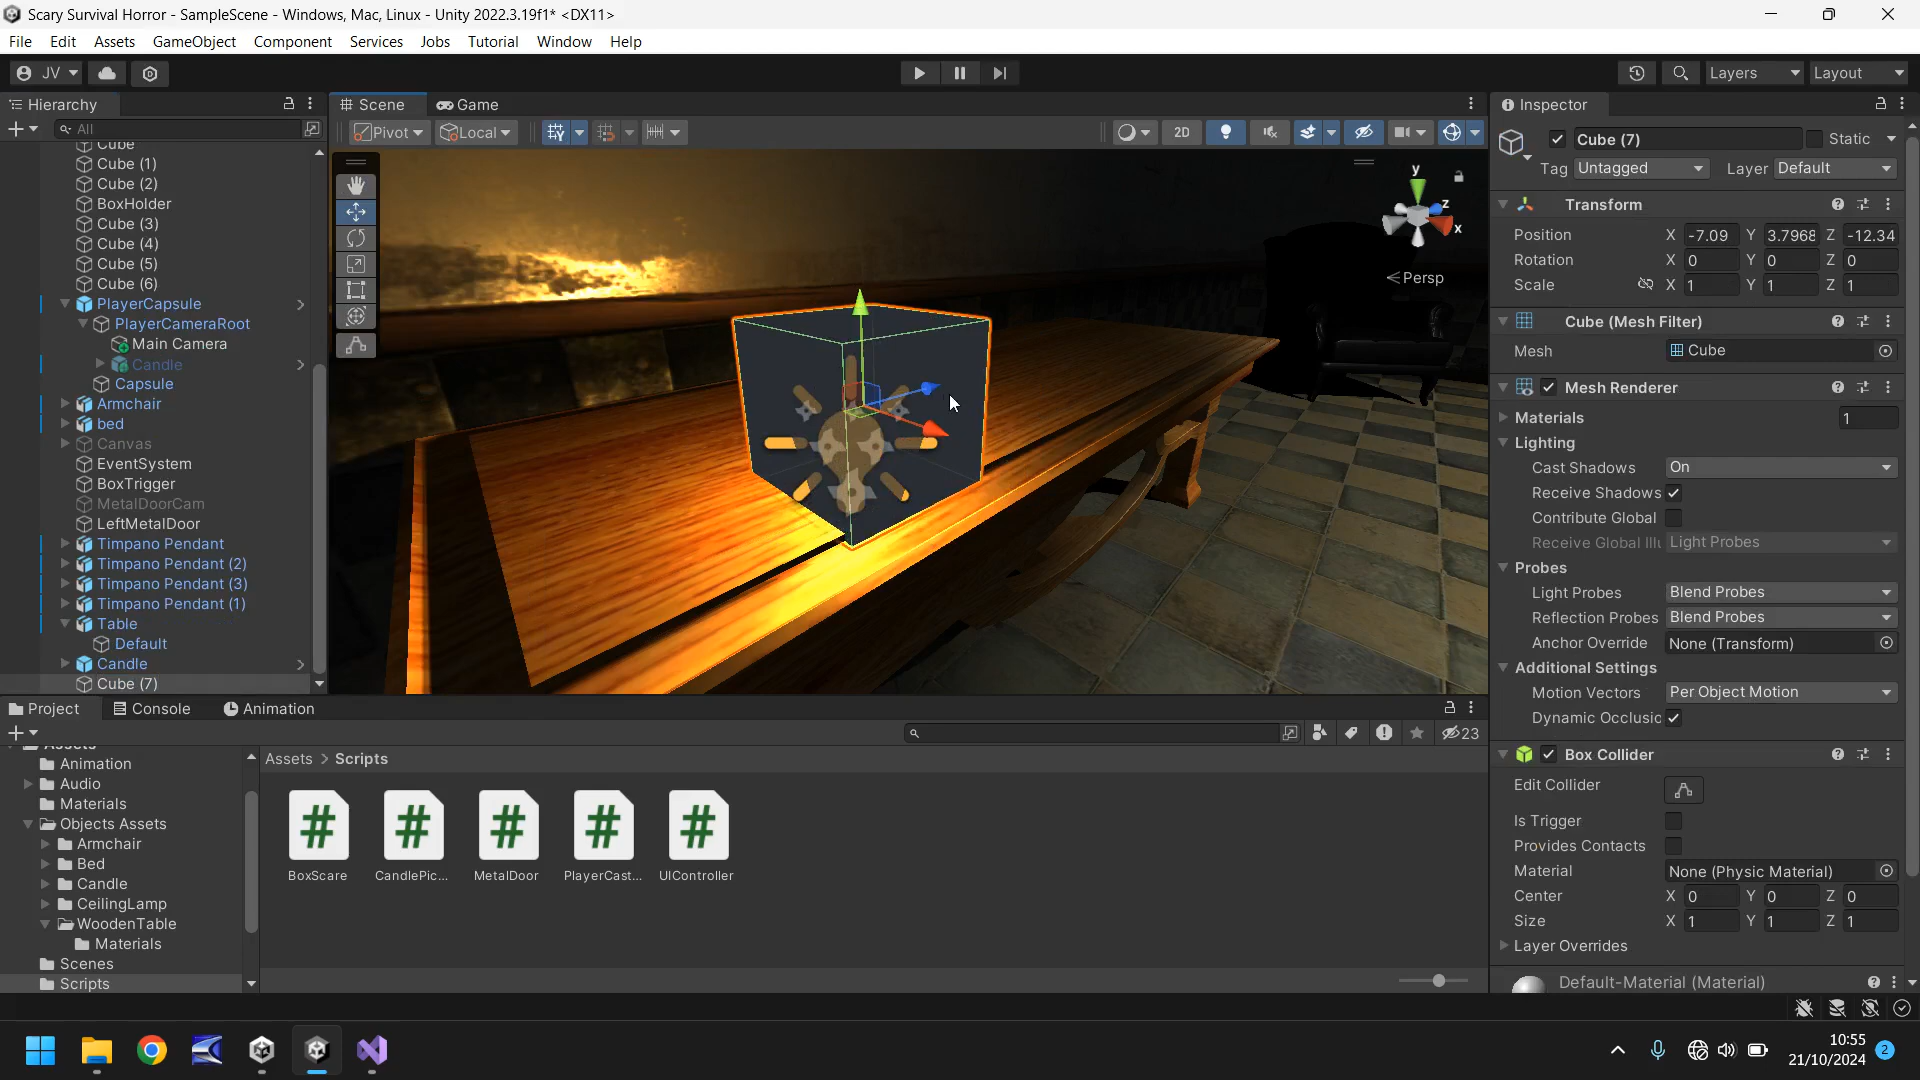 Scary Survival Horror - SampleScene - Windows, Mac, Linux - Unity 2022.3.19f1* <DX11>
File Edit Assets GameObject Component Services Jobs Tutorial Window Help
JV Layers Layout
Hierarchy
All
Cube
Cube (1)
Cube (2)
BoxHolder
Cube (3)
Cube (4)
Cube (5)
Cube (6)
PlayerCapsule
PlayerCameraRoot
Main Camera
Candle
Capsule
Armchair
bed
Canvas
EventSystem
BoxTrigger
MetalDoorCam
LeftMetalDoor
Timpano Pendant
Timpano Pendant (2)
Timpano Pendant (3)
Timpano Pendant (1)
Table
Default
Candle
Cube (7)
Scene Game
Pivot Local 2D
y
z
x
Persp
Inspector
Cube (7) Static
Tag Untagged Layer Default
Transform
Position X -7.09 Y 3.7968 Z -12.34
Rotation X 0 Y 0 Z 0
Scale X 1 Y 1 Z 1
Cube (Mesh Filter)
Mesh Cube
Mesh Renderer
Materials 1
Lighting
Cast Shadows On
Receive Shadows
Contribute Global
Receive Global Illu Light Probes
Probes
Light Probes Blend Probes
Reflection Probes Blend Probes
Anchor Override None (Transform)
Additional Settings
Motion Vectors Per Object Motion
Dynamic Occlusic
Box Collider
Edit Collider
Is Trigger
Provides Contacts
Material None (Physic Material)
Center X 0 Y 0 Z 0
Size X 1 Y 1 Z 1
Layer Overrides
Default-Material (Material)
Project Console Animation
23
Assets
Animation
Audio
Materials
Objects Assets
Armchair
Bed
Candle
CeilingLamp
WoodenTable
Materials
Scenes
Scripts
Assets > Scripts
BoxScare CandlePic... MetalDoor PlayerCast... UIController
10:55
21/10/2024
2